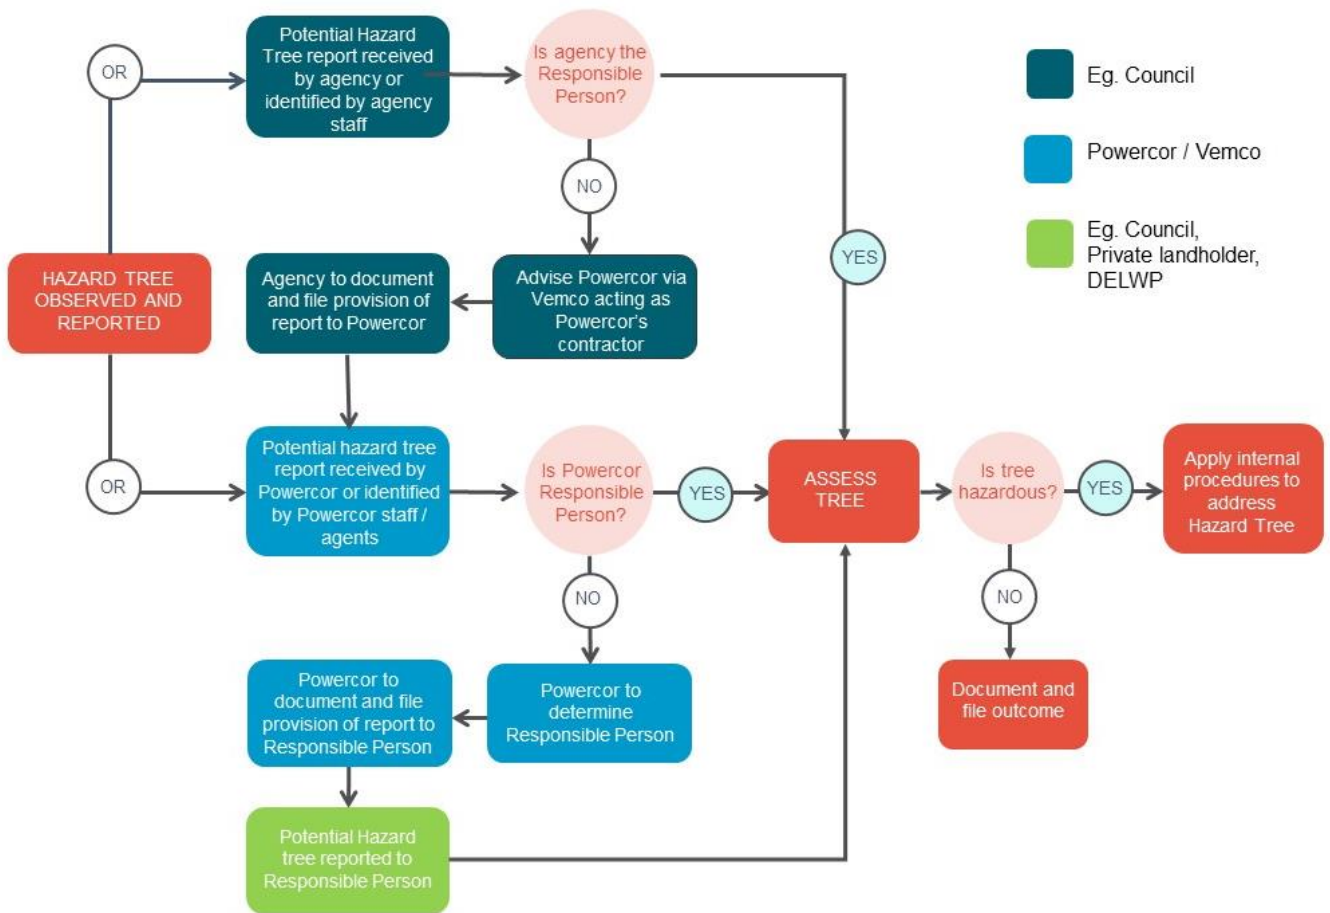 OR
Potential Hazard
Tree report received
by agency or
identified by agency
staff
Is agency the
Responsible
Person?
NO
YES
Eg. Council
Powercor / Vemco
Eg. Council,
Private landholder,
DELWP
HAZARD TREE
OBSERVED AND
REPORTED
Agency to document
and file provision of
report to Powercor
Advise Powercor via
Vemco acting as
Powercor's
contractor
OR
Potential hazard tree
report received by
Powercor or identified
by Powercor staff /
agents
Is Powercor
Responsible
Person?
YES
ASSESS
TREE
Is tree
hazardous?
YES
Apply internal
procedures to
address
Hazard Tree
NO
NO
Document and
file outcome
Powercor to
document and file
provision of report to
Responsible Person
Powercor to
determine
Responsible Person
Potential Hazard
tree reported to
Responsible Person